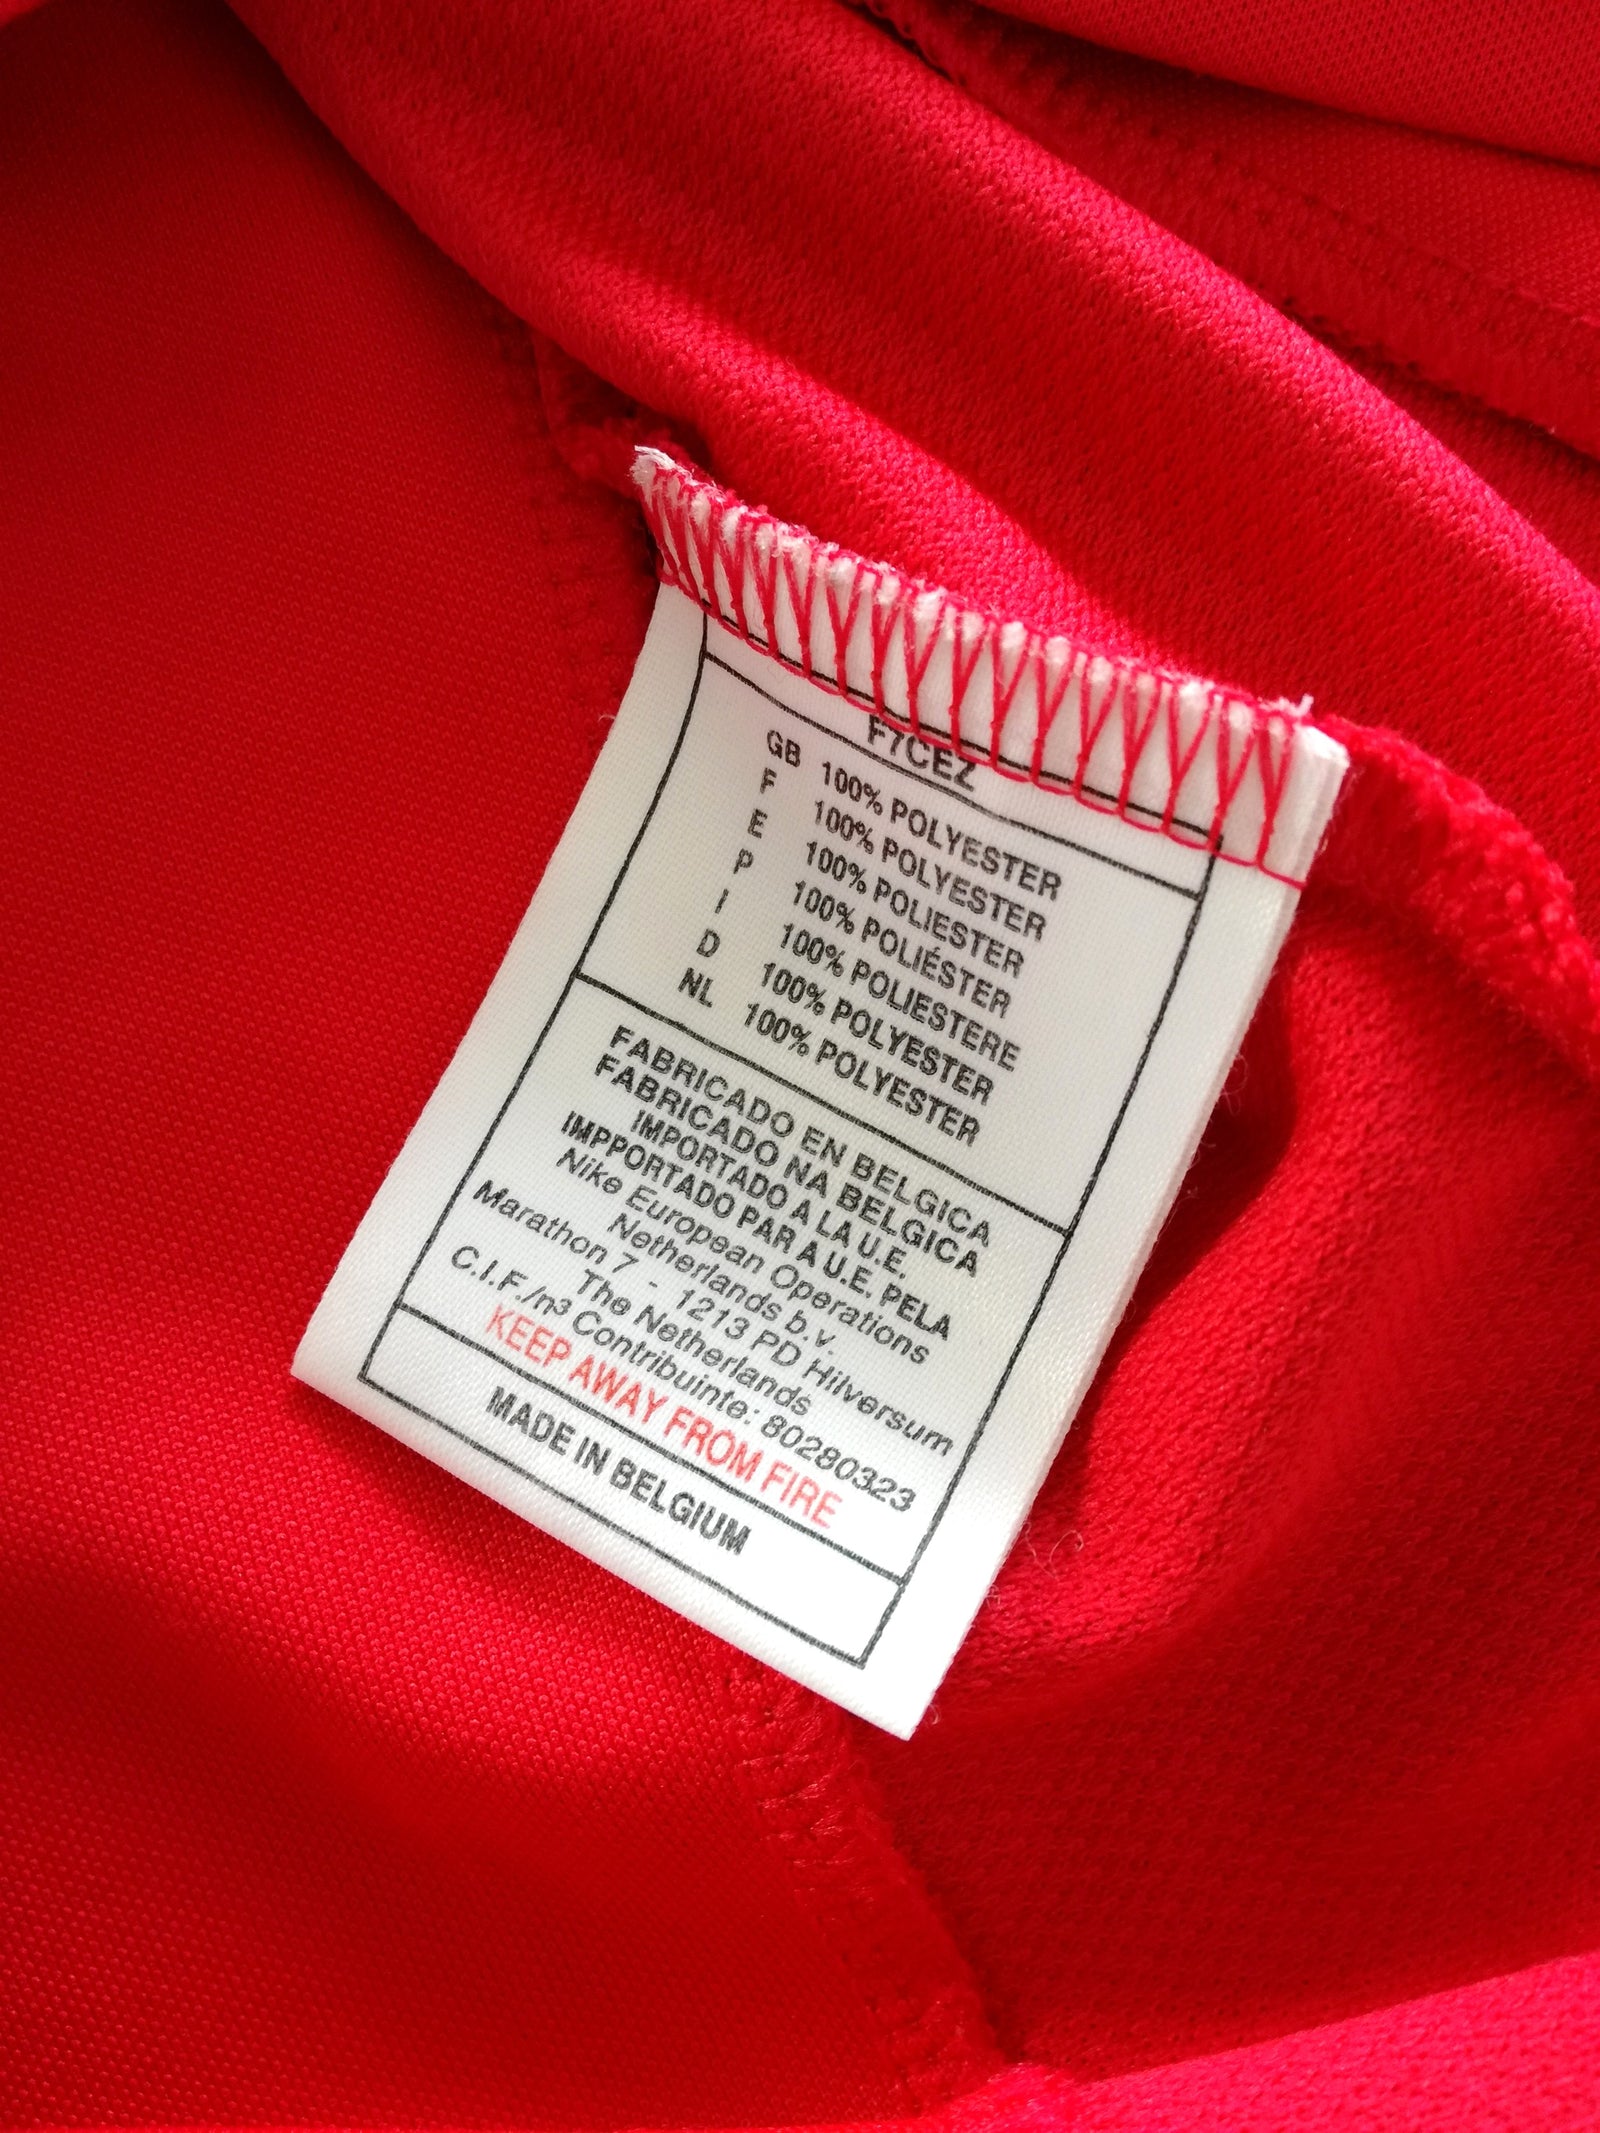 F7CEZ
GB 100% POLYESTER
F 100% POLYESTER
E 100% POLIESTER
P 100% POLIÉSTER
I 100% POLIESTERE
D 100% POLYESTER
NL 100% POLYESTER
FABRICADO EN BELGICA
FABRICADO NA BELGICA
IMPORTADO A LA U.E.
IMPPORTADO PAR A U.E. PELA
Nike European Operations
Netherlands b.v.
Marathon 7 - 1213 PD Hilversum
The Netherlands
C.I.F./n³ Contribuinte: 80280323
KEEP AWAY FROM FIRE
MADE IN BELGIUM